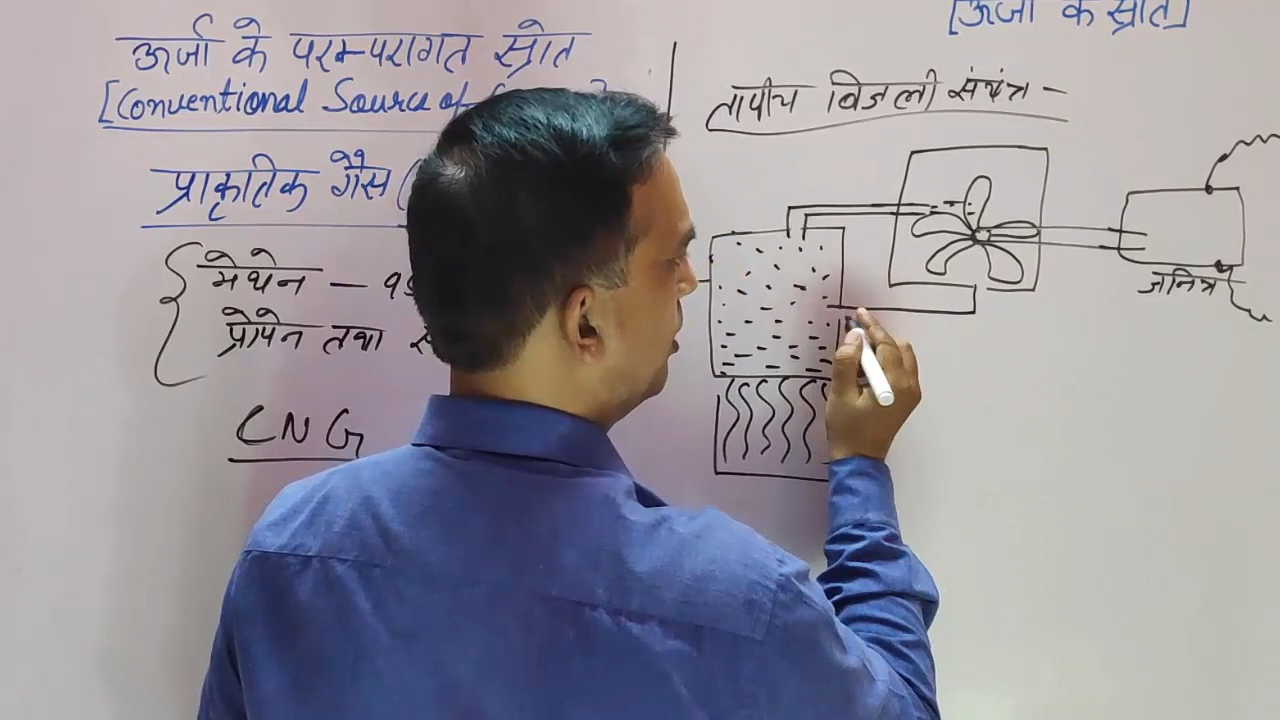 [ऊर्जा के स्रोत]
ऊर्जा के परम्परागत स्रोत
[Conventional Source of
प्राकृतिक गैस (
मेथेन –
प्रोपेन तथा
CNG
तापीय बिजली संयंत्र –
जनित्र